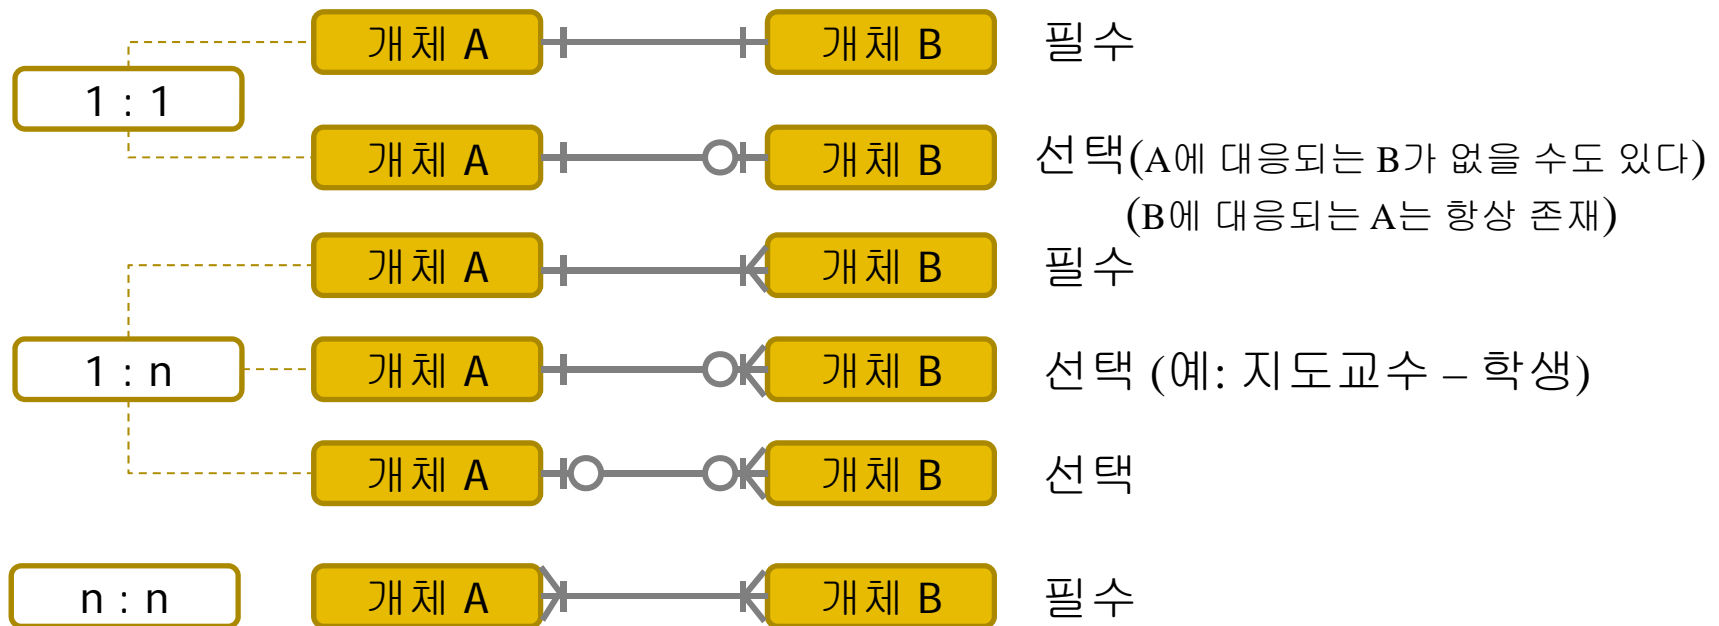 개체 A 개체 B 필수
1 : 1
개체 A 개체 B 선택(A에 대응되는 B가 없을 수도 있다)
(B에 대응되는 A는 항상 존재)
개체 A 개체 B 필수
1 : n 개체 A 개체 B 선택 (예: 지도교수 – 학생)
개체 A 개체 B 선택
n : n 개체 A 개체 B 필수